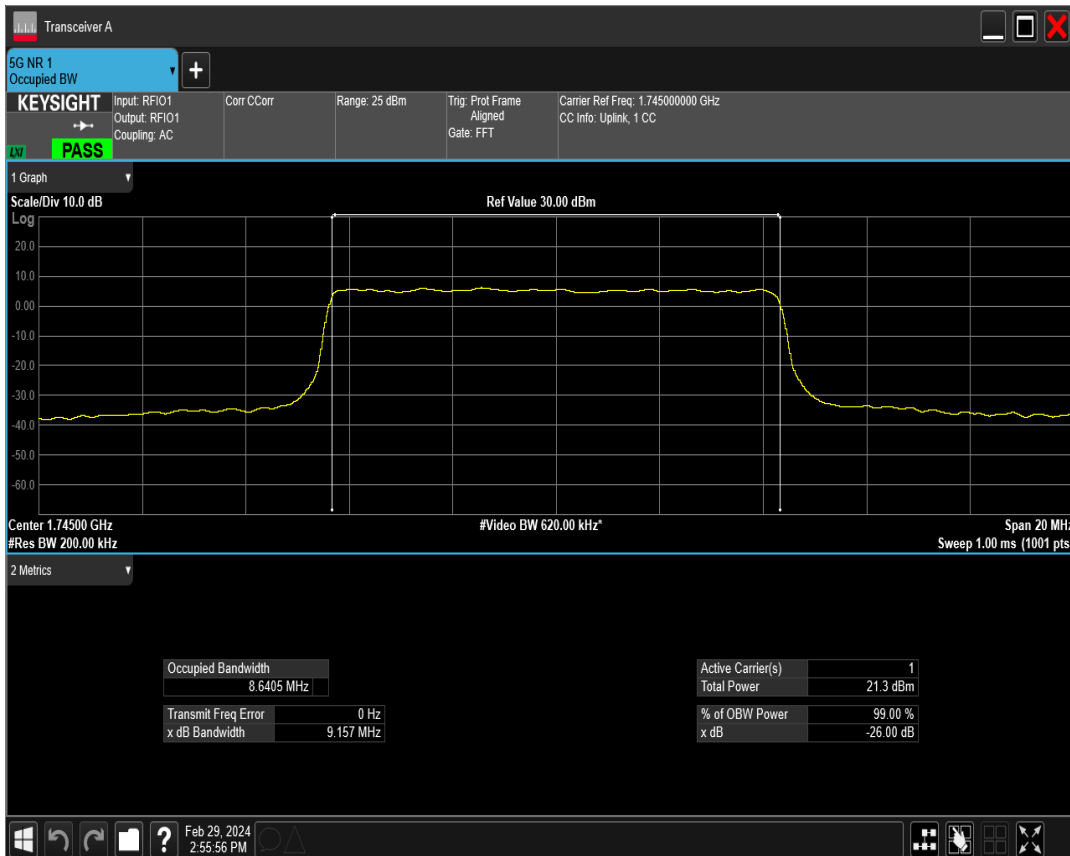 Transceiver A
5G NR 1
Occupied BW
+
KEYSIGHT
LXI
PASS
Input: RFIO1
Output: RFIO1
Coupling: AC
Corr CCorr
Range: 25 dBm
Trig: Prot Frame
Aligned
Gate: FFT
Carrier Ref Freq: 1.745000000 GHz
CC Info: Uplink, 1 CC
1 Graph
Scale/Div 10.0 dB
Ref Value 30.00 dBm
Log
20.0
10.0
0.00
-10.0
-20.0
-30.0
-40.0
-50.0
-60.0
Center 1.74500 GHz
#Video BW 620.00 kHz*
Span 20 MHz
#Res BW 200.00 kHz
Sweep 1.00 ms (1001 pts
2 Metrics
Occupied Bandwidth
8.6405 MHz
Transmit Freq Error 0 Hz
x dB Bandwidth 9.157 MHz
Active Carrier(s) 1
Total Power 21.3 dBm
% of OBW Power 99.00 %
x dB -26.00 dB
?
Feb 29, 2024
2:55:56 PM